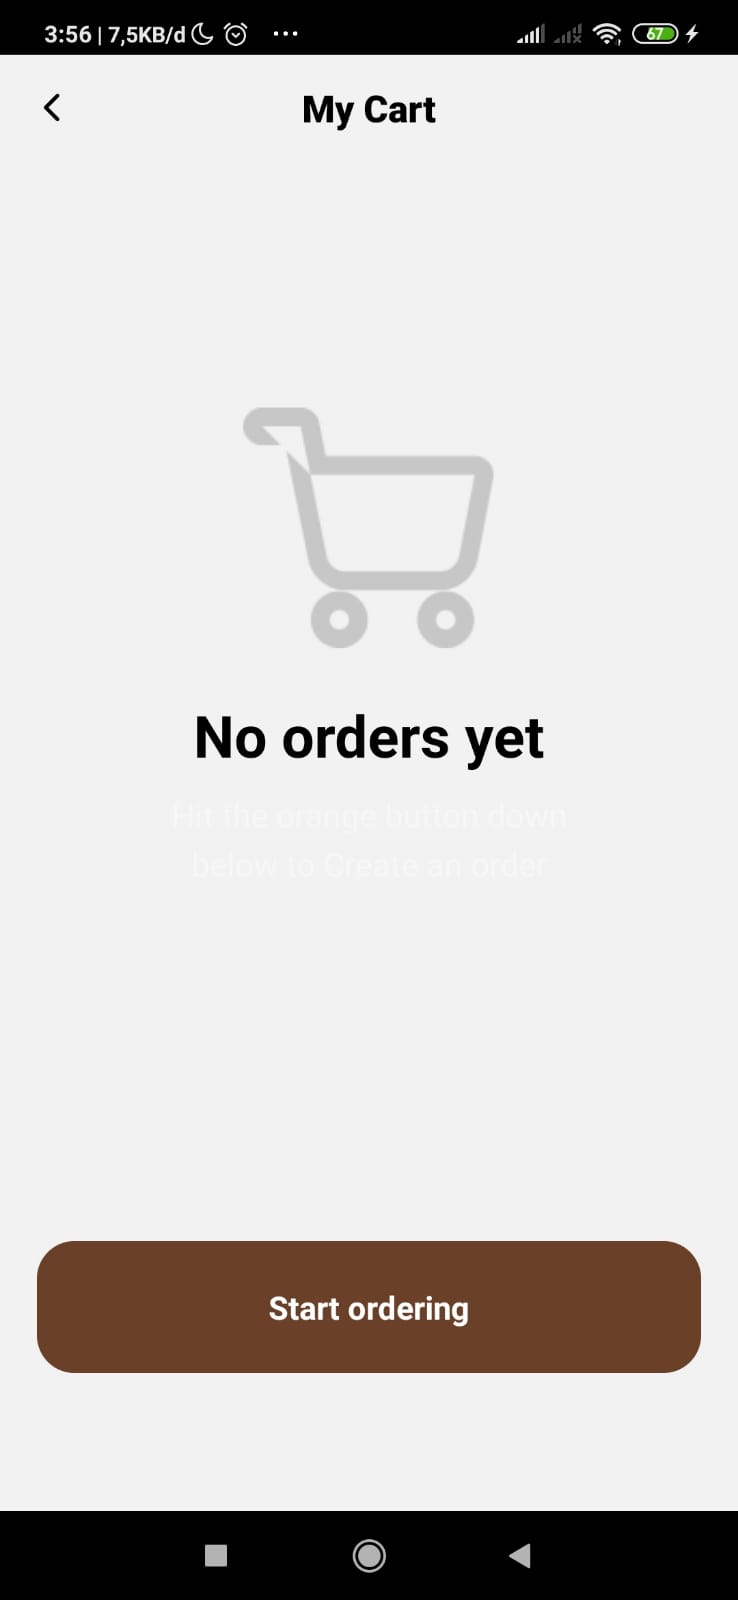 3:56 | 7,5KB/d
67
My Cart
No orders yet
Hit the orange button down
below to Create an order
Start ordering